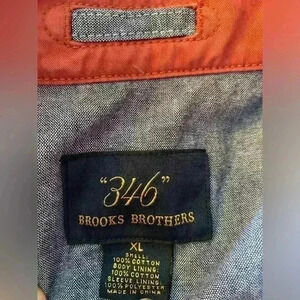 "346"
BROOKS BROTHERS
XL
SHELL:
100% COTTON
BODY LINING:
100% COTTON
SLEEVE LINING:
100% POLYESTER
MADE IN CHINA